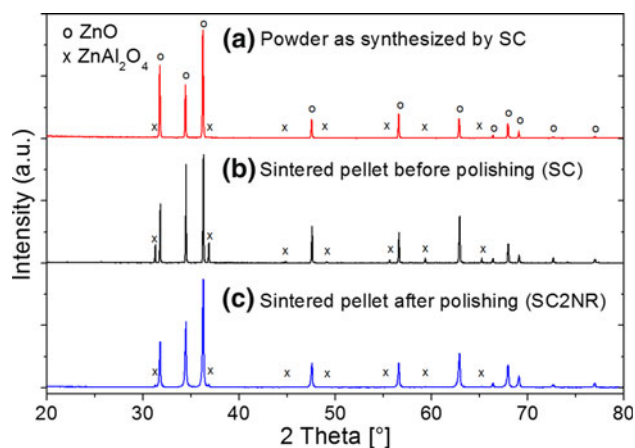 o ZnO
x ZnAl₂O₄
(a) Powder as synthesized by SC
o o o o o o o o o o o
x x x x x x x
(b) Sintered pellet before polishing (SC)
x x x x x x x
(c) Sintered pellet after polishing (SC2NR)
x x x x x x x
Intensity (a.u.)
20 30 40 50 60 70 80
2 Theta [°]